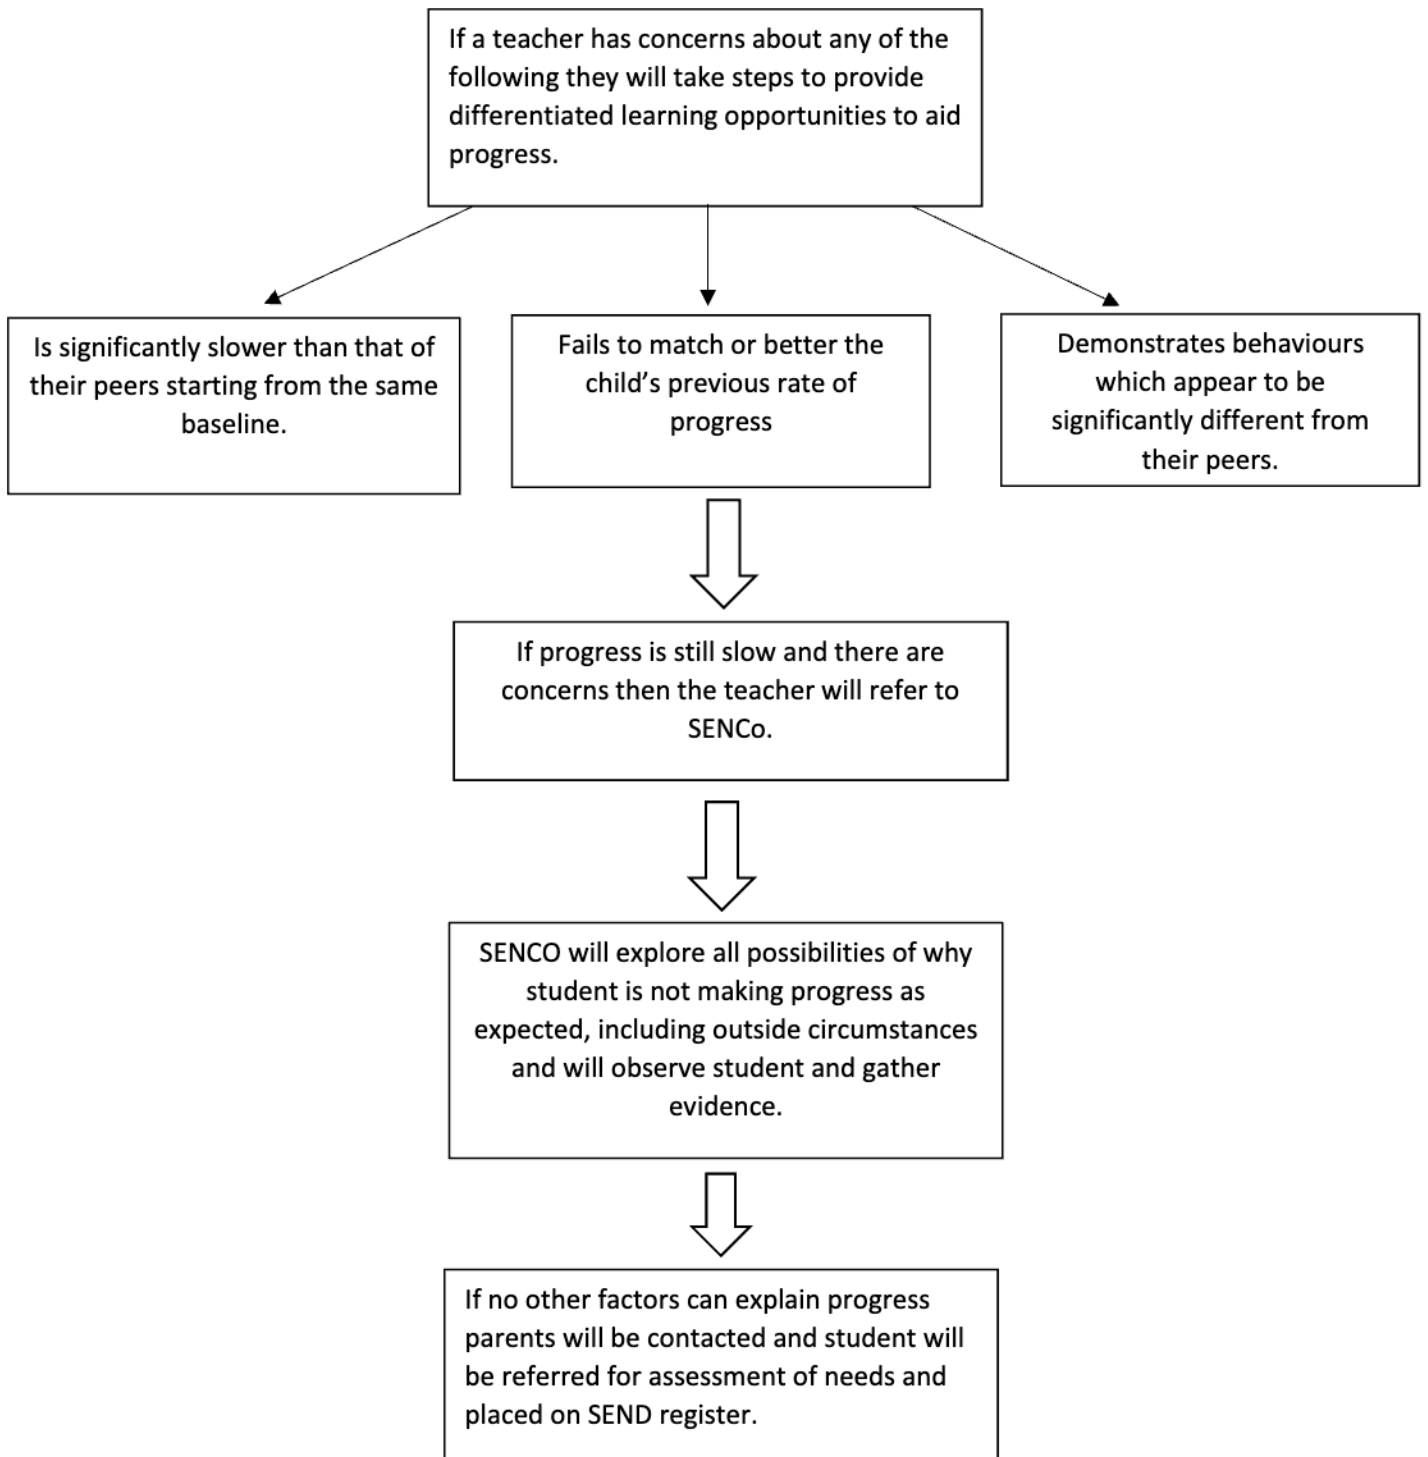 If a teacher has concerns about any of the
following they will take steps to provide
differentiated learning opportunities to aid
progress.
Is significantly slower than that of
their peers starting from the same
baseline.
Fails to match or better the
child’s previous rate of
progress
Demonstrates behaviours
which appear to be
significantly different from
their peers.
If progress is still slow and there are
concerns then the teacher will refer to
SENCo.
SENCO will explore all possibilities of why
student is not making progress as
expected, including outside circumstances
and will observe student and gather
evidence.
If no other factors can explain progress
parents will be contacted and student will
be referred for assessment of needs and
placed on SEND register.